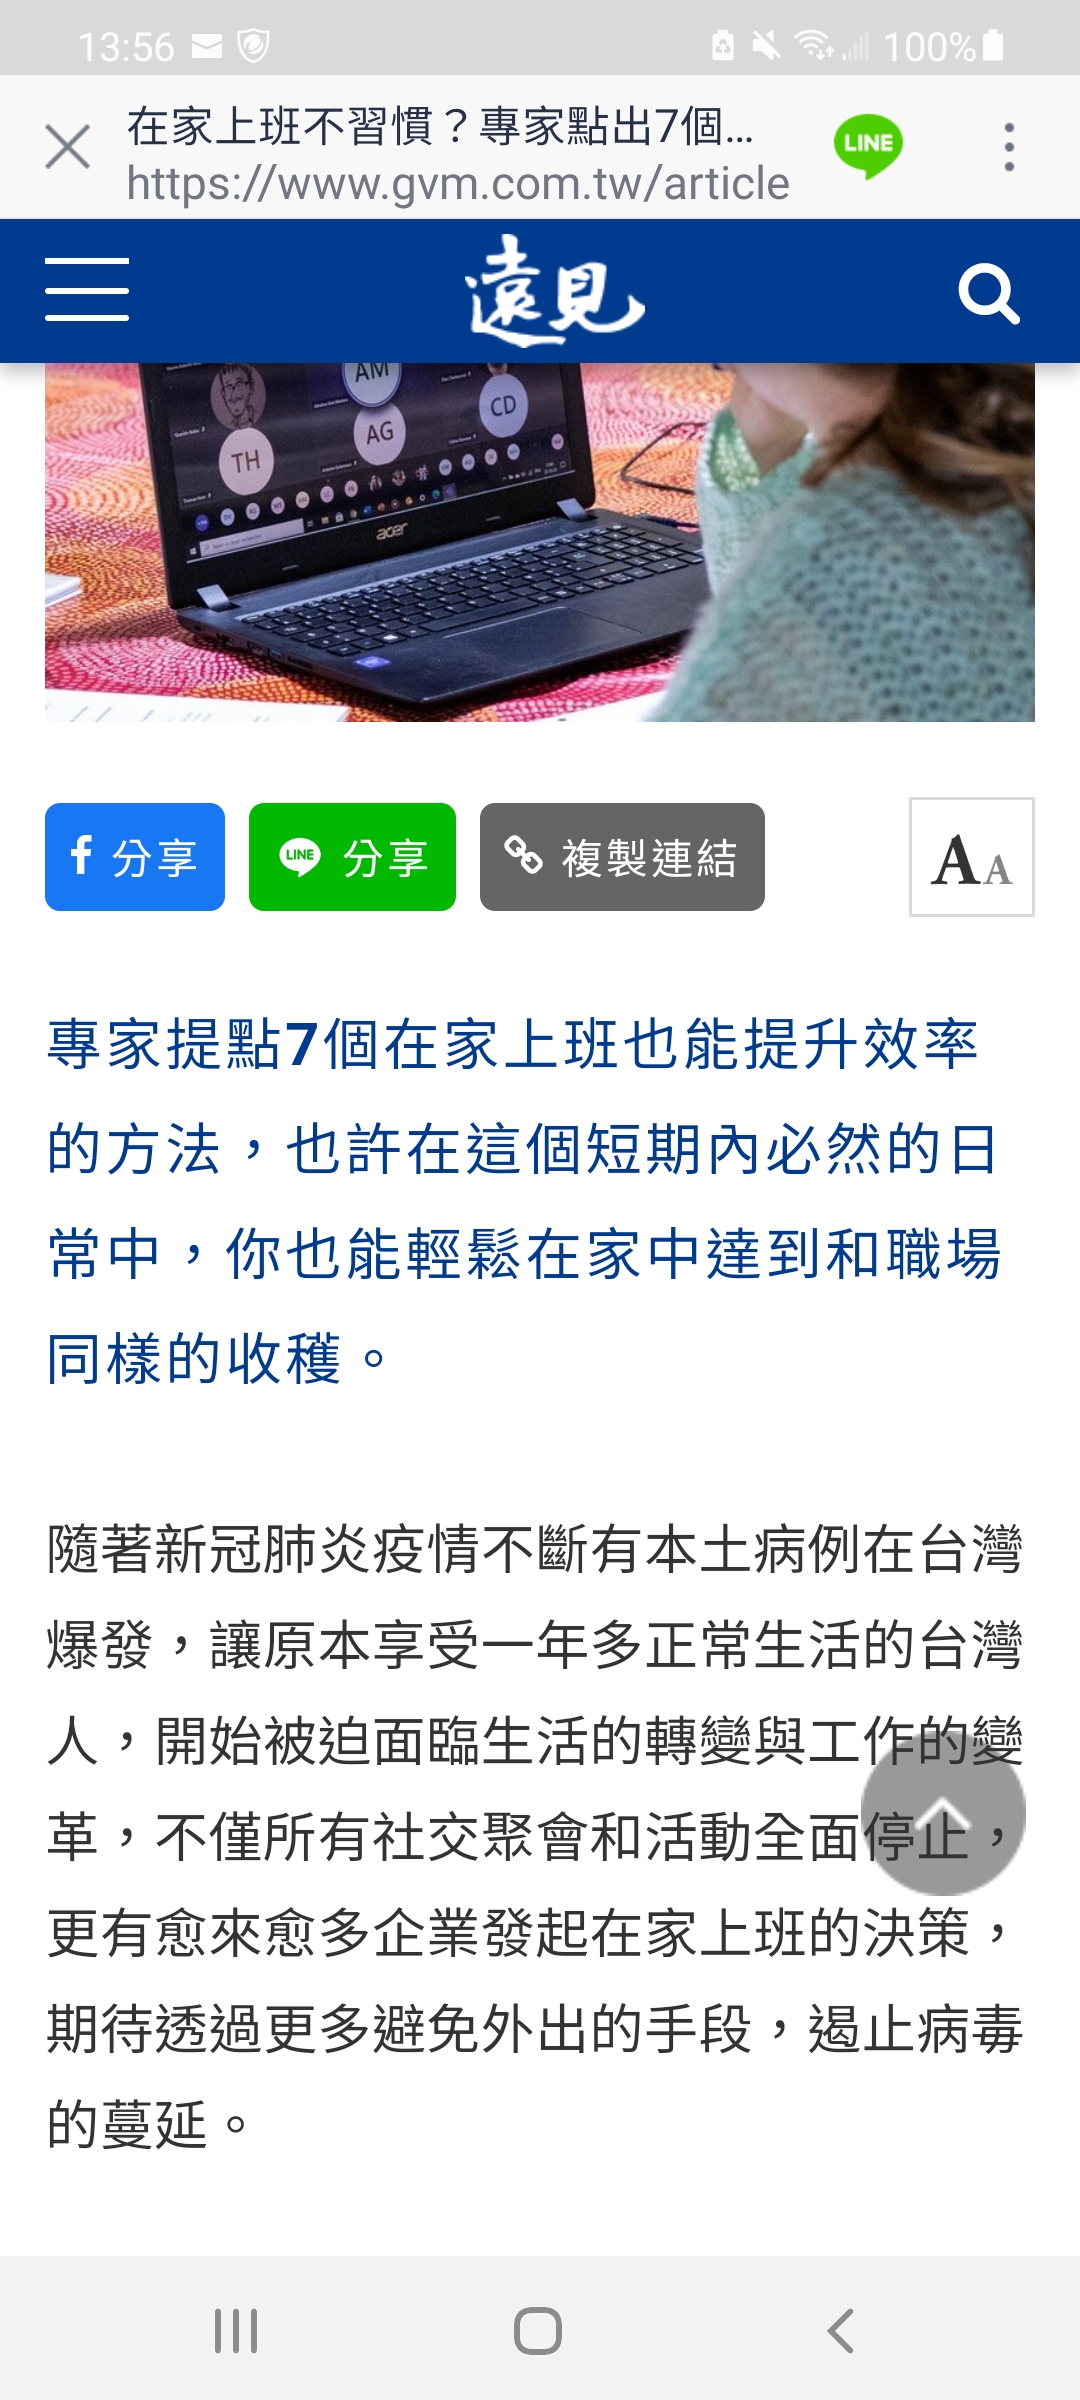 13:56
100%
在家上班不習慣？專家點出7個...
https://www.gvm.com.tw/article
LINE
遠見
AM
CD
AG
TH
acer
分享
LINE 分享
複製連結
AA
專家提點7個在家上班也能提升效率
的方法，也許在這個短期內必然的日
常中，你也能輕鬆在家中達到和職場
同樣的收穫。
隨著新冠肺炎疫情不斷有本土病例在台灣
爆發，讓原本享受一年多正常生活的台灣
人，開始被迫面臨生活的轉變與工作的變
革，不僅所有社交聚會和活動全面停止，
更有愈來愈多企業發起在家上班的決策，
期待透過更多避免外出的手段，遏止病毒
的蔓延。